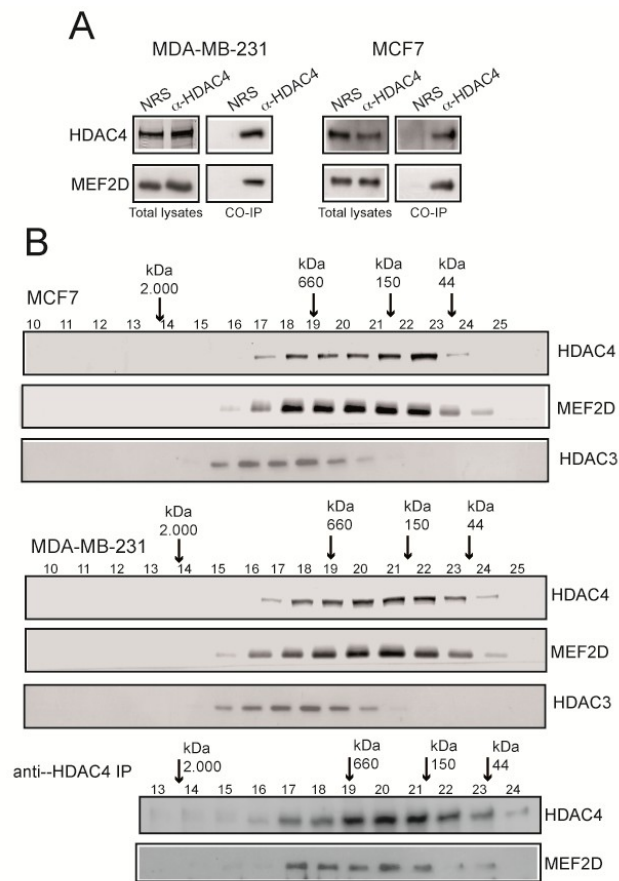 A
MDA-MB-231 MCF7
NRS α-HDAC4 NRS α-HDAC4 NRS α-HDAC4 NRS α-HDAC4
HDAC4
MEF2D
Total lysates CO-IP Total lysates CO-IP
B
kDa 2.000 kDa 660 kDa 150 kDa 44
MCF7
10 11 12 13 14 15 16 17 18 19 20 21 22 23 24 25
HDAC4
MEF2D
HDAC3
kDa 2.000 kDa 660 kDa 150 kDa 44
MDA-MB-231
10 11 12 13 14 15 16 17 18 19 20 21 22 23 24 25
HDAC4
MEF2D
HDAC3
anti--HDAC4 IP kDa 2.000 kDa 660 kDa 150 kDa 44
13 14 15 16 17 18 19 20 21 22 23 24
HDAC4
MEF2D